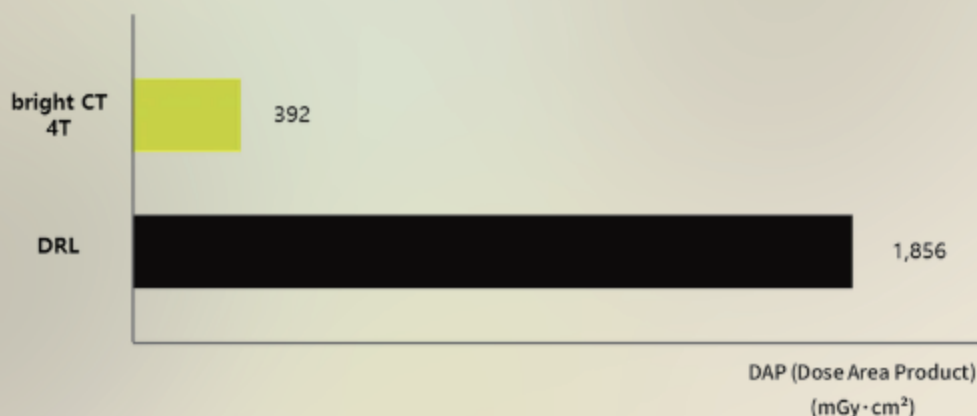 bright CT
4T
392
DRL
1,856
DAP (Dose Area Product)
(mGy·cm²)